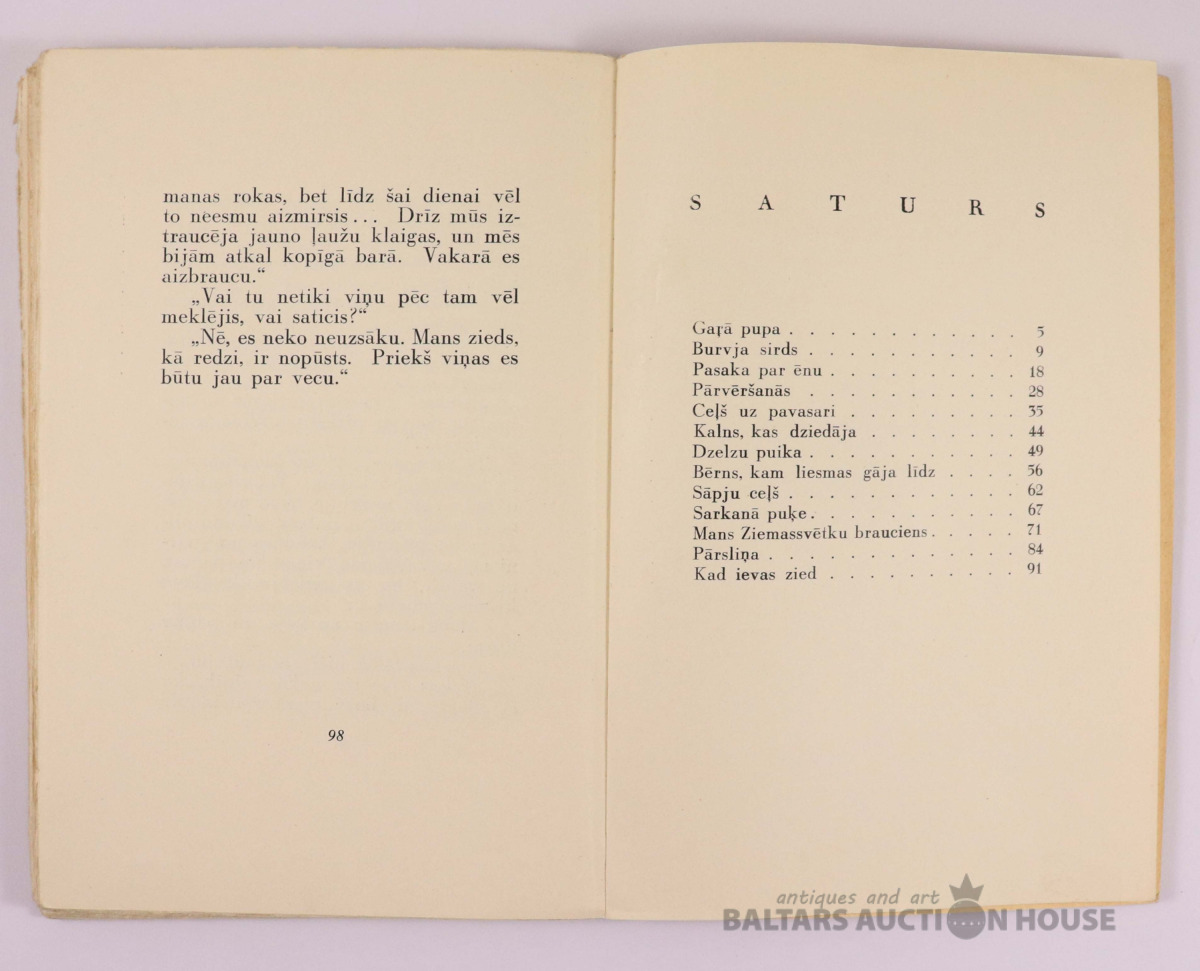 manas rokas, bet līdz šai dienai vēl
to neesmu aizmirsis... Drīz mūs iz-
traucēja jauno ļaužu klaigas, un mēs
bijām atkal kopīgā barā. Vakarā es
aizbraucu.“
„Vai tu netiki viņu pēc tam vēl
meklējis, vai saticis?“
„Nē, es neko neuzsāku. Mans zieds,
kā redzi, ir nopūsts. Priekš viņas es
būtu jau par vecu.“
98
SATURS
Gaŗā pupa . . . . . . . . . . . 5
Burvja sirds . . . . . . . . . . 9
Pasaka par ēnu . . . . . . . . . 18
Pārvēršanās . . . . . . . . . . 28
Ceļš uz pavasari . . . . . . . . 35
Kalns, kas dziedāja . . . . . . . 44
Dzelzu puika . . . . . . . . . . 49
Bērns, kam liesmas gāja līdz . . . . 56
Sāpju ceļš . . . . . . . . . . . 62
Sarkanā puķe . . . . . . . . . . 67
Mans Ziemassvētku brauciens . . . . 71
Pārsliņa . . . . . . . . . . . . 84
Kad ievas zied . . . . . . . . . 91
antiques and art
BALTARS AUCTION HOUSE